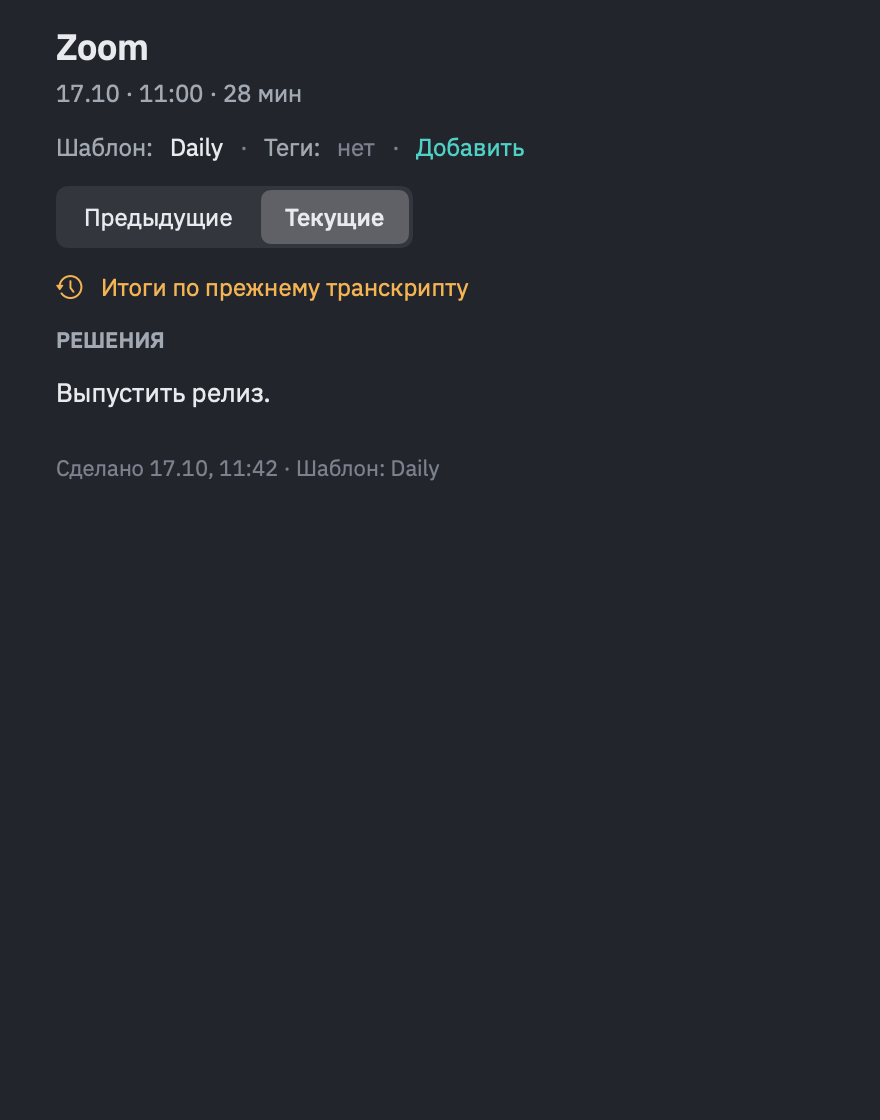 Zoom
17.10 · 11:00 · 28 мин
Шаблон: Daily · Теги: нет · Добавить
Предыдущие Текущие
Итоги по прежнему транскрипту
РЕШЕНИЯ
Выпустить релиз.
Сделано 17.10, 11:42 · Шаблон: Daily